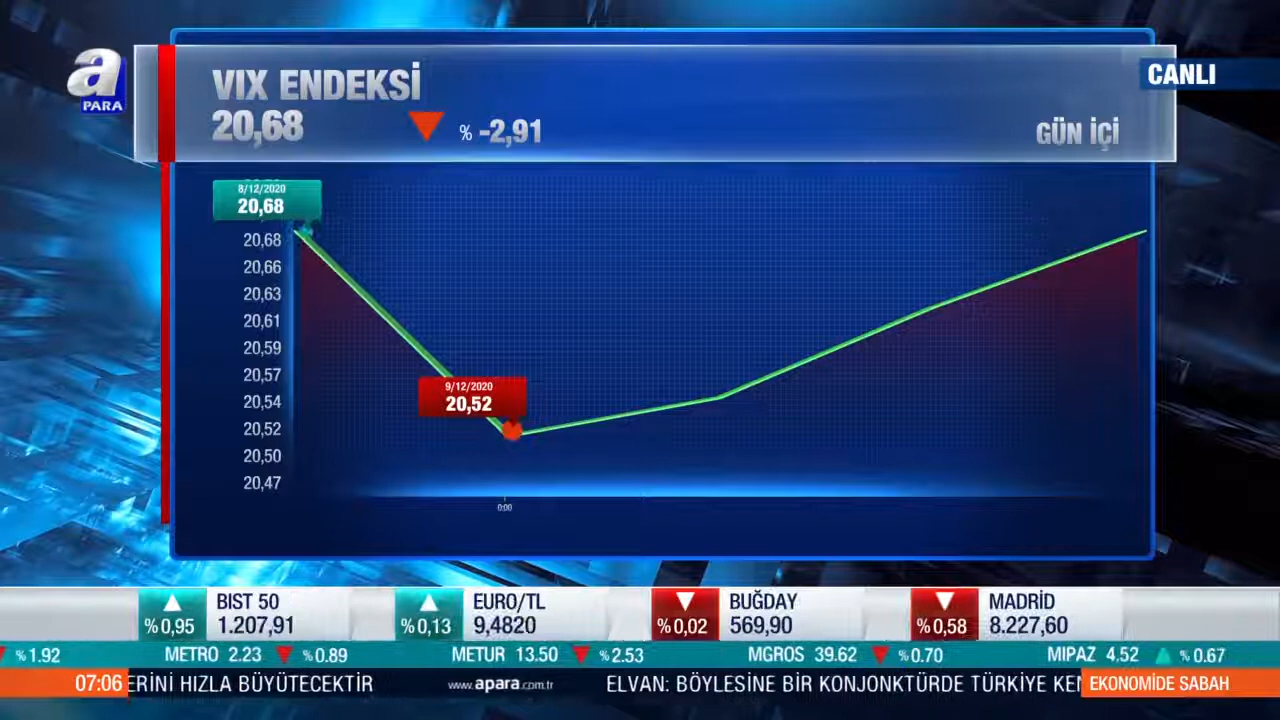 a
PARA
VIX ENDEKSİ
CANLI
20,68 % -2,91
GÜN İÇİ
8/12/2020
20,68
20,68
20,66
20,63
20,61
20,59
20,57
20,54
20,52
20,50
20,47
9/12/2020
20,52
0:00
%0,95 BIST 50 1.207,91
%0,13 EURO/TL 9,4820
%0,02 BUĞDAY 569,90
%0,58 MADRİD 8.227,60
%1.92 METRO 2.23 %0.89 METUR 13.50 %2.53 MGROS 39.62 %0.70 MIPAZ 4.52 %0.67
07:06 ERİNİ HIZLA BÜYÜTECEKTİR www.apara.com.tr ELVAN: BÖYLESİNE BİR KONJONKTÜRDE TÜRKİYE KEN EKONOMİDE SABAH